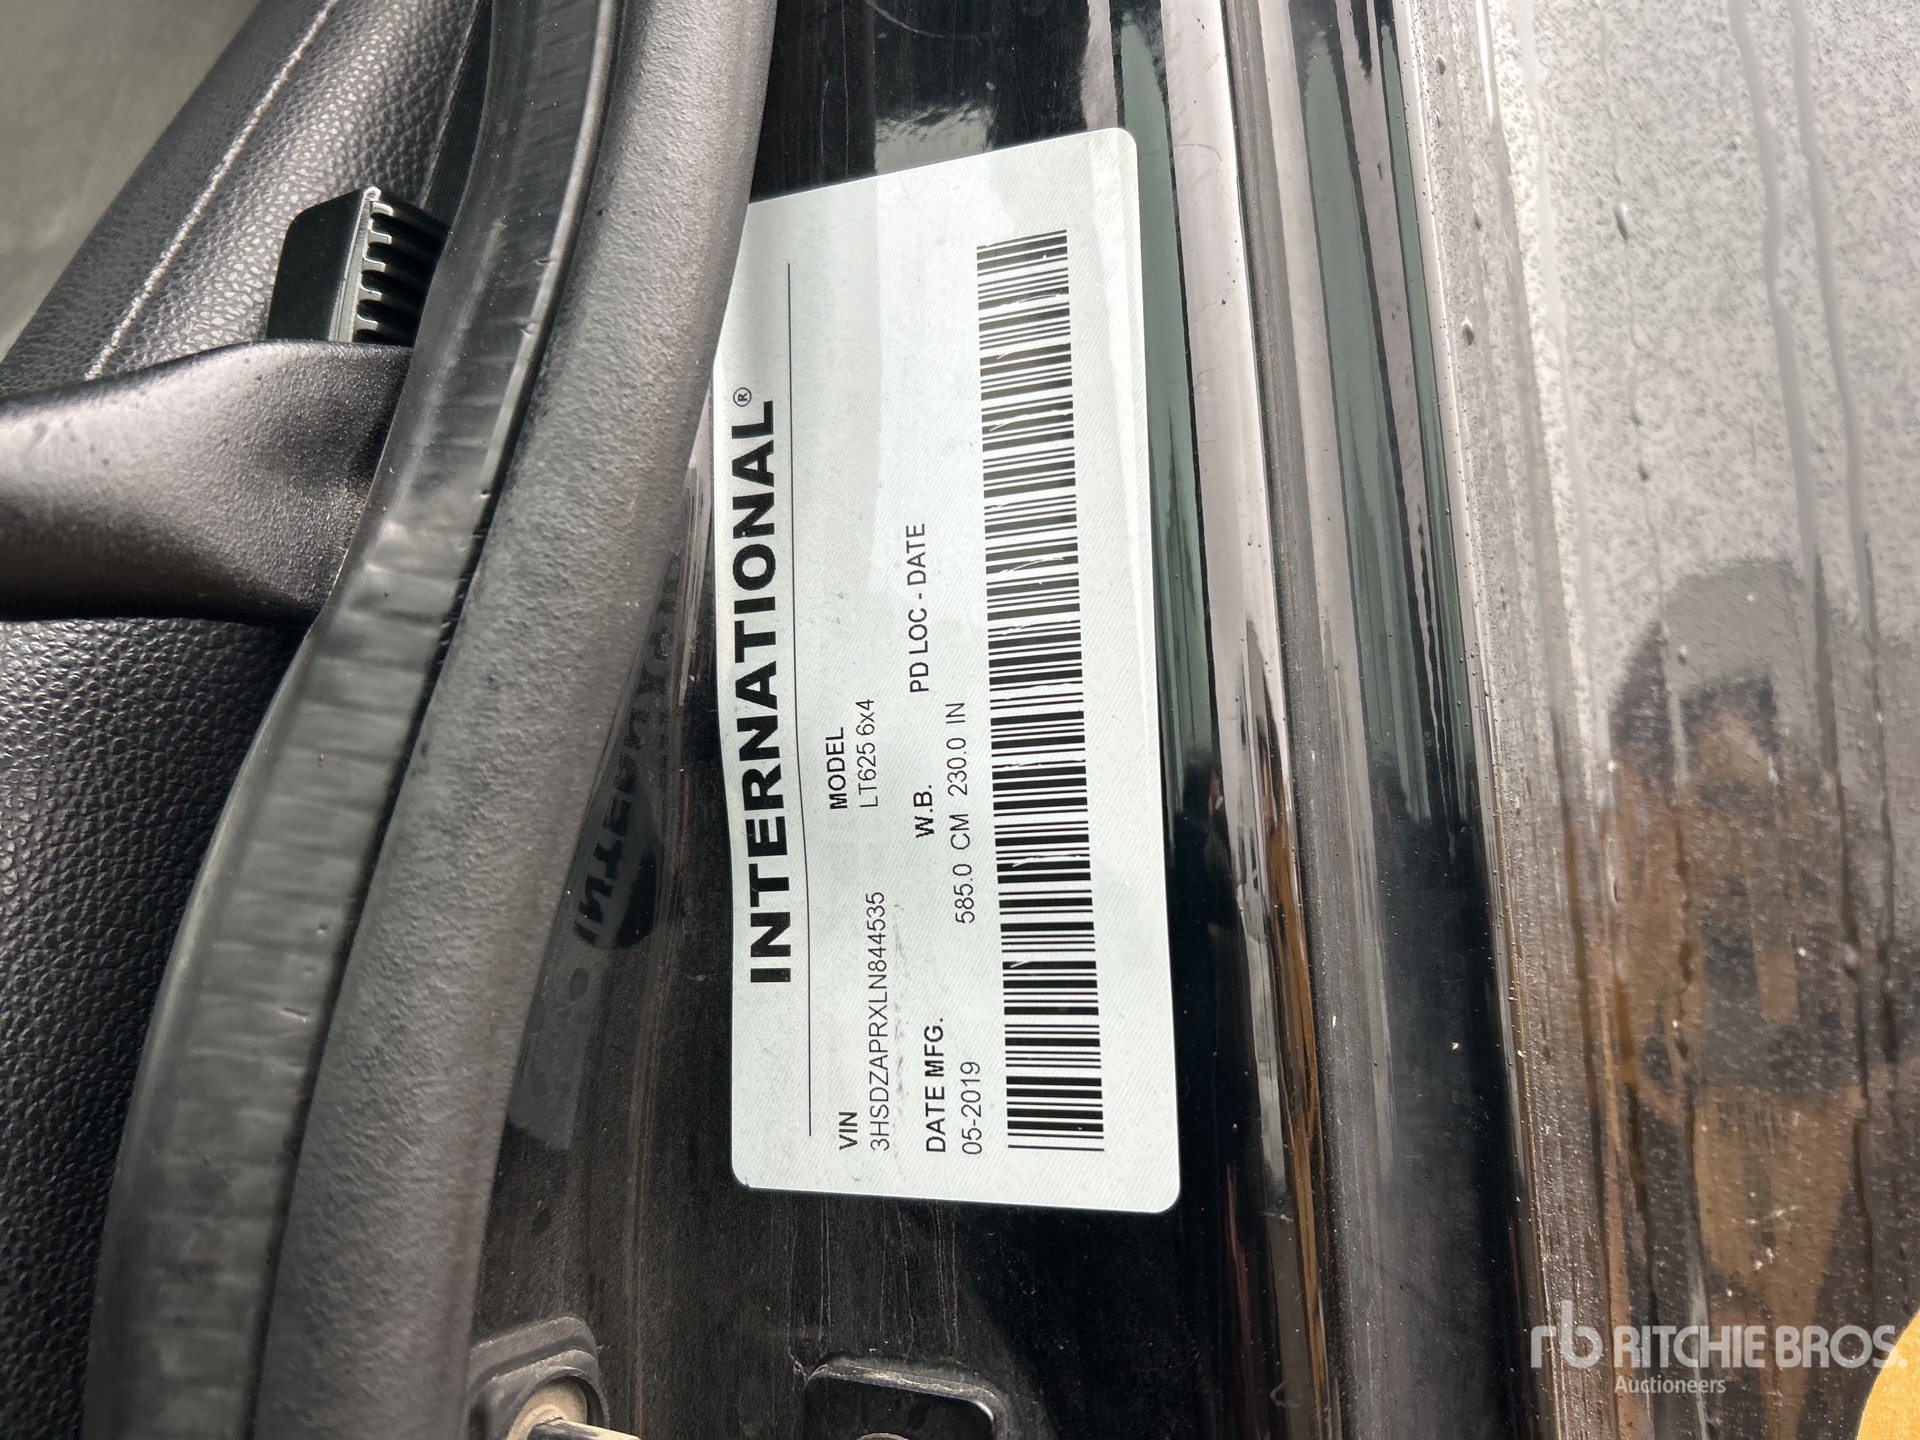 INTERNATIONAL®
VIN MODEL
3HSDZAPRXLN844535 LT625 6x4
DATE MFG. W.B. PD LOC - DATE
05-2019 585.0 CM 230.0 IN
rb RITCHIE BROS.
Auctioneers